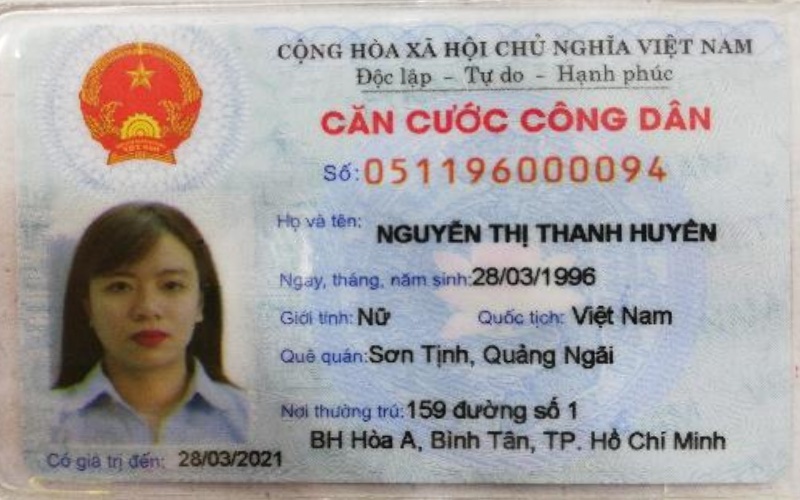 CỘNG HÒA XÃ HỘI CHỦ NGHĨA VIỆT NAM
Độc lập - Tự do - Hạnh phúc
CĂN CƯỚC CÔNG DÂN
Số: 051196000094
Họ và tên: NGUYỄN THỊ THANH HUYÊN
Ngày, tháng, năm sinh: 28/03/1996
Giới tính: Nữ Quốc tịch: Việt Nam
Quê quán: Sơn Tịnh, Quảng Ngãi
Nơi thường trú: 159 đường số 1
BH Hòa A, Bình Tân, TP. Hồ Chí Minh
Có giá trị đến: 28/03/2021